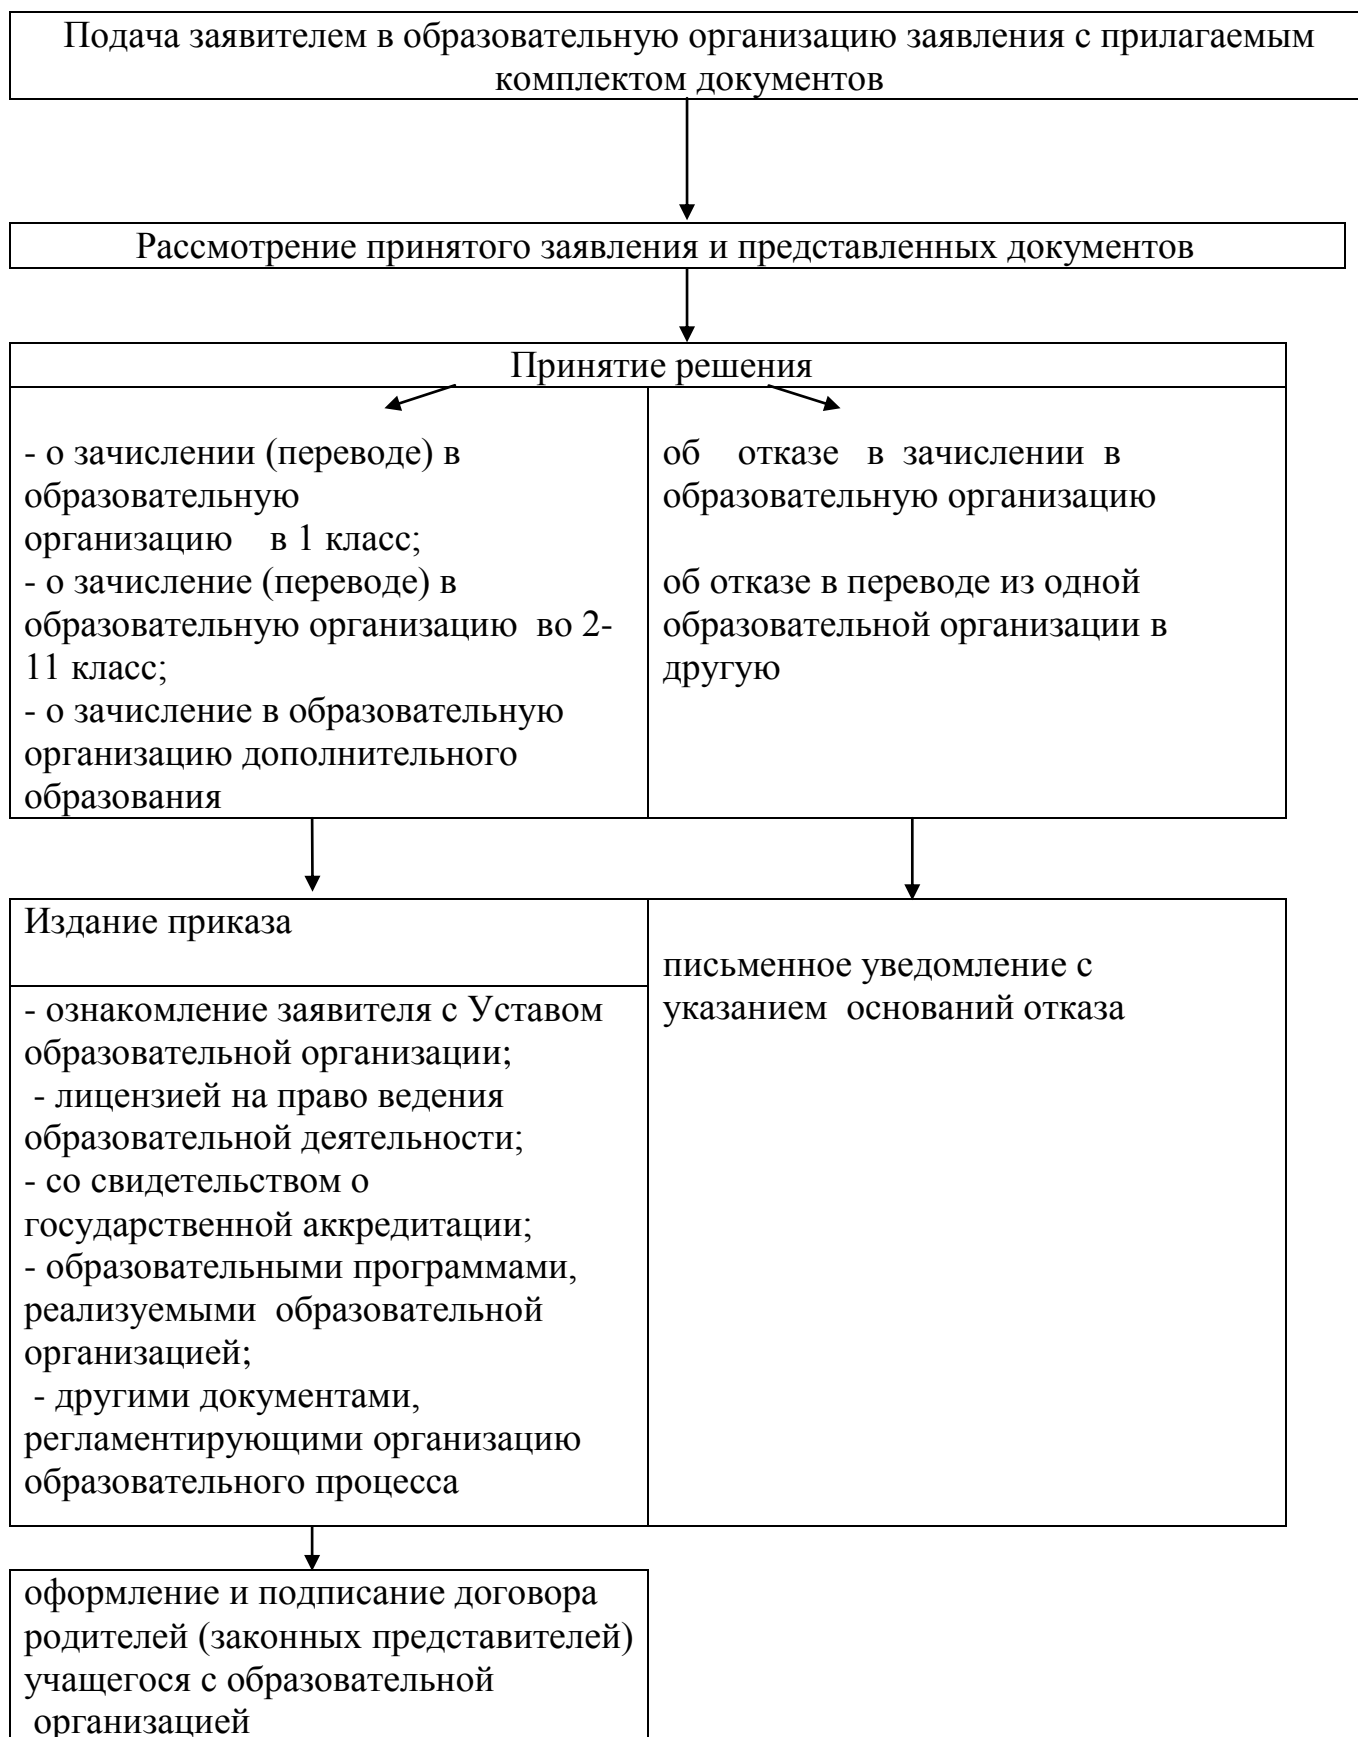 Подача заявителем в образовательную организацию заявления с прилагаемым
комплектом документов
Рассмотрение принятого заявления и представленных документов
Принятие решения
- о зачислении (переводе) в
образовательную
организацию в 1 класс;
- о зачисление (переводе) в
образовательную организацию во 2-
11 класс;
- о зачисление в образовательную
организацию дополнительного
образования
об отказе в зачислении в
образовательную организацию
об отказе в переводе из одной
образовательной организации в
другую
Издание приказа
- ознакомление заявителя с Уставом
образовательной организации;
- лицензией на право ведения
образовательной деятельности;
- со свидетельством о
государственной аккредитации;
- образовательными программами,
реализуемыми образовательной
организацией;
- другими документами,
регламентирующими организацию
образовательного процесса
письменное уведомление с
указанием оснований отказа
оформление и подписание договора
родителей (законных представителей)
учащегося с образовательной
организацией